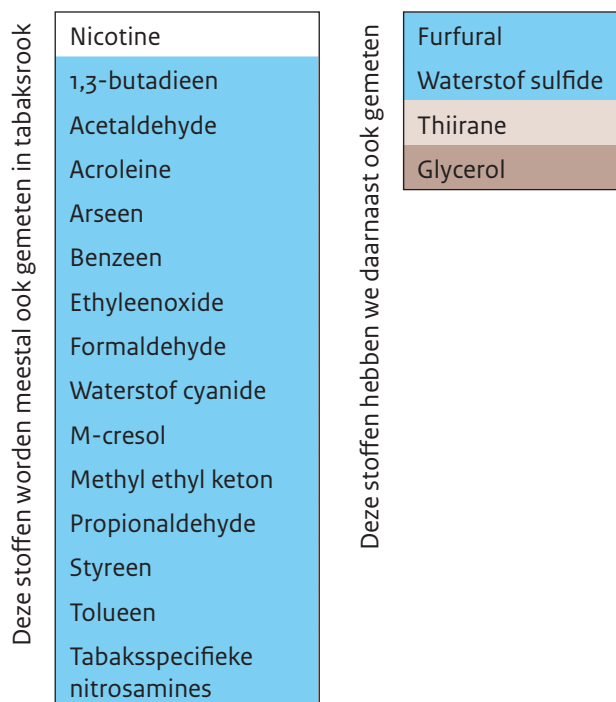 Deze stoffen worden meestal ook gemeten in tabaksrook
Nicotine
1,3-butadieen
Acetaldehyde
Acroleine
Arseen
Benzeen
Ethyleenoxide
Formaldehyde
Waterstof cyanide
M-cresol
Methyl ethyl keton
Propionaldehyde
Styreen
Tolueen
Tabaksspecifieke
nitrosamines
Deze stoffen hebben we daarnaast ook gemeten
Furfural
Waterstof sulfide
Thiirane
Glycerol